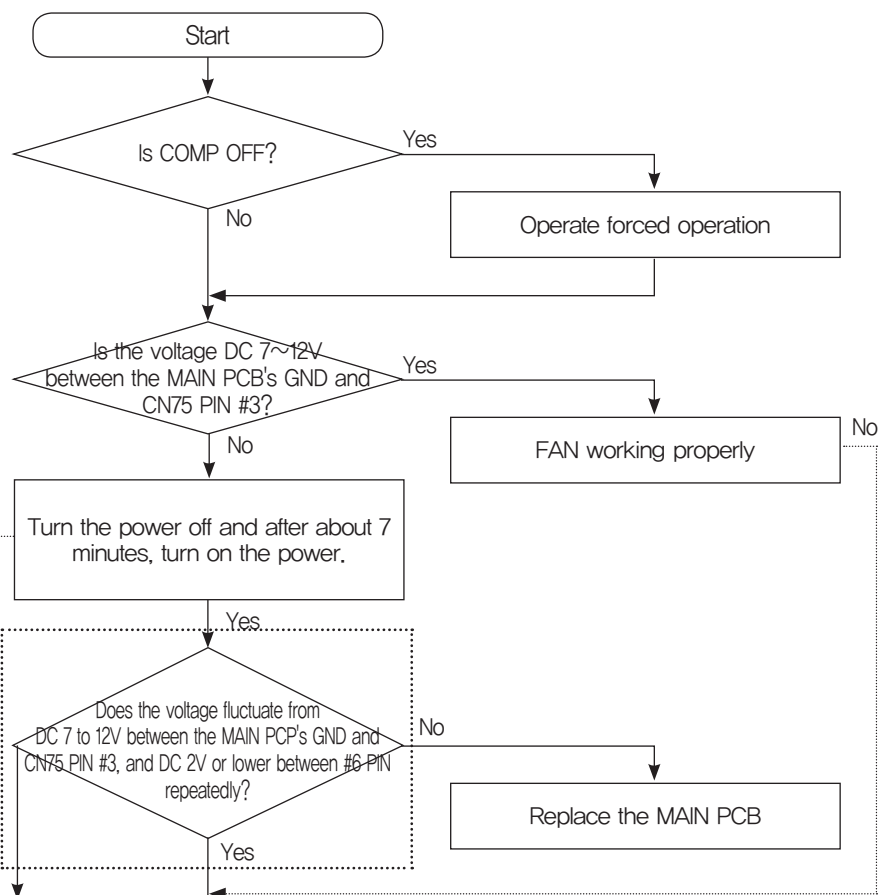 Start
Is COMP OFF?
Yes
No
Operate forced operation
Is the voltage DC 7~12V
between the MAIN PCB's GND and
CN75 PIN #3?
Yes
No
FAN working properly
No
Turn the power off and after about 7
minutes, turn on the power.
Yes
Does the voltage fluctuate from
DC 7 to 12V between the MAIN PCP's GND and
CN75 PIN #3, and DC 2V or lower between #6 PIN
repeatedly?
No
Replace the MAIN PCB
Yes